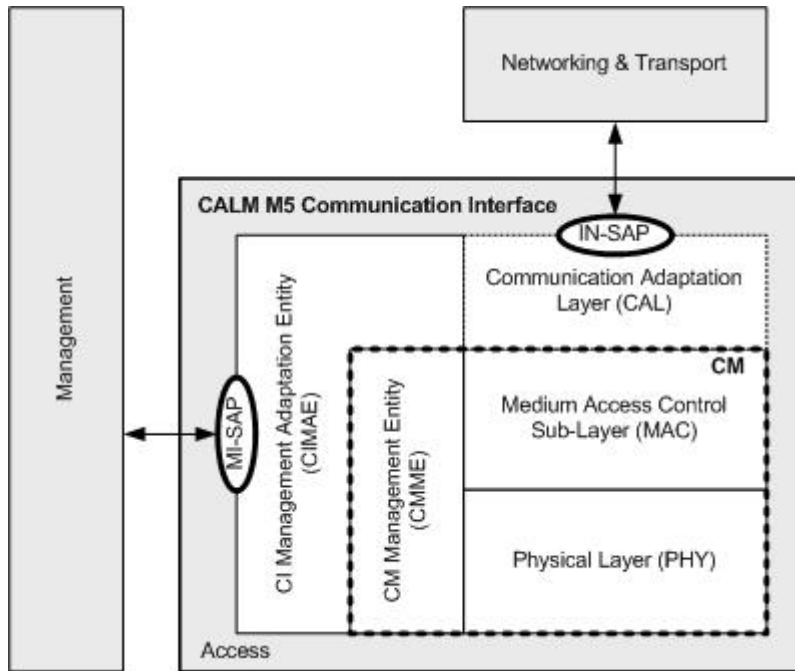 Networking & Transport
CALM M5 Communication Interface
IN-SAP
Communication Adaptation
Layer (CAL)
CM
Medium Access Control
Sub-Layer (MAC)
Physical Layer (PHY)
Management
MI-SAP
CI Management Adaptation Entity
(CIMAE)
CM Management Entity
(CMME)
Access